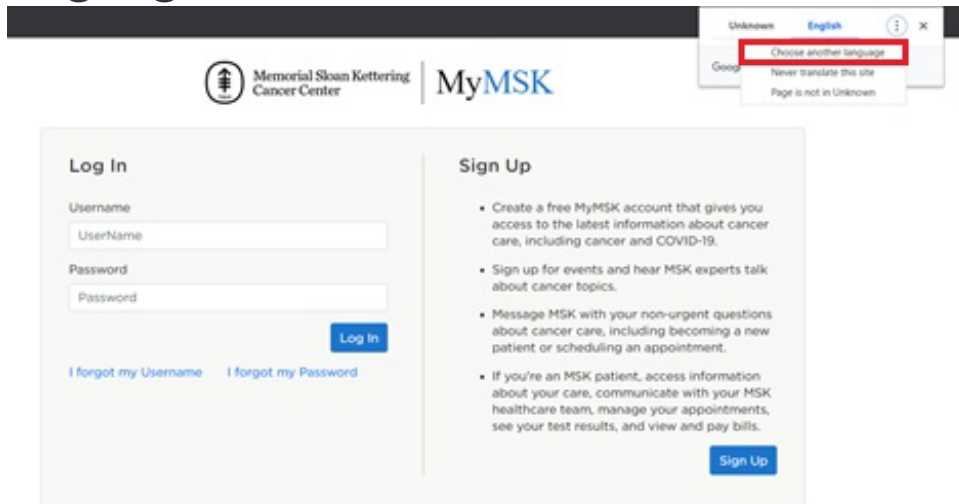 Unknown English
Choose another language
Never translate this site
Page is not in Unknown
Memorial Sloan Kettering
Cancer Center
MyMSK
Log In
Username
UserName
Password
Password
Log In
I forgot my Username I forgot my Password
Sign Up
• Create a free MyMSK account that gives you
access to the latest information about cancer
care, including cancer and COVID-19.
• Sign up for events and hear MSK experts talk
about cancer topics.
• Message MSK with your non-urgent questions
about cancer care, including becoming a new
patient or scheduling an appointment.
• If you're an MSK patient, access information
about your care, communicate with your MSK
healthcare team, manage your appointments,
see your test results, and view and pay bills.
Sign Up